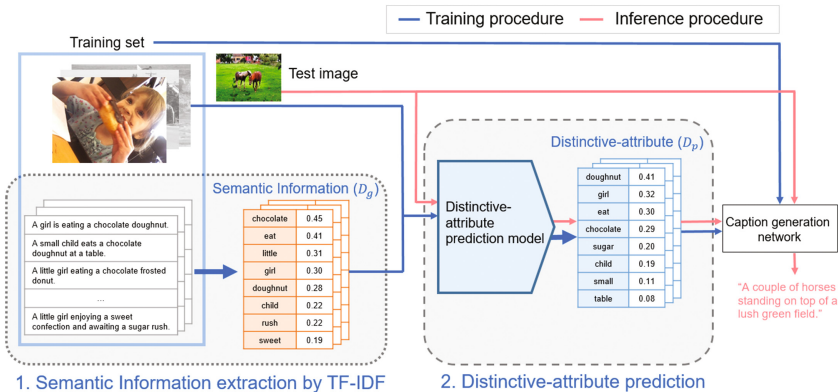 Training procedure
Inference procedure
Training set
Test image
Semantic Information (D_g)
A girl is eating a chocolate doughnut.
A small child eats a chocolate
doughnut at a table.
A little girl eating a chocolate frosted
donut.
...
A little girl enjoying a sweet
confection and awaiting a sugar rush.
chocolate 0.45
eat 0.41
little 0.31
girl 0.30
doughnut 0.28
child 0.22
rush 0.22
sweet 0.19
1. Semantic Information extraction by TF-IDF
Distinctive-attribute (D_p)
Distinctive-
attribute
prediction model
doughnut 0.41
girl 0.32
eat 0.30
chocolate 0.29
sugar 0.20
child 0.19
small 0.11
table 0.08
2. Distinctive-attribute prediction
Caption generation
network
"A couple of horses
standing on top of a
lush green field."